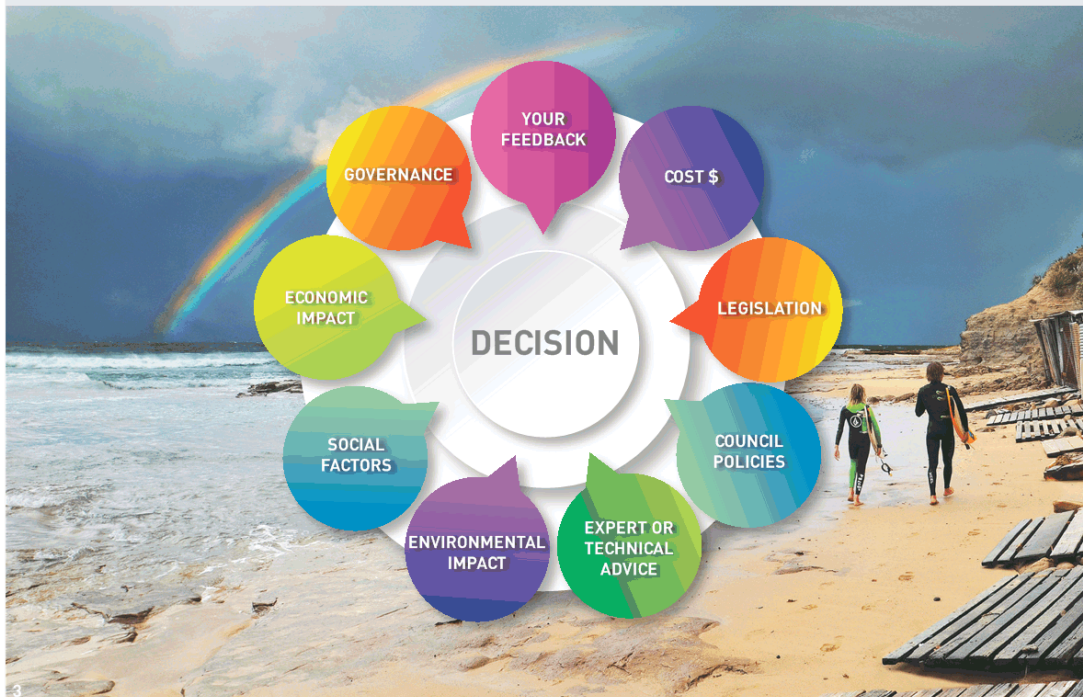 YOUR
FEEDBACK
COST $
LEGISLATION
COUNCIL
POLICIES
EXPERT OR
TECHNICAL
ADVICE
ENVIRONMENTAL
IMPACT
SOCIAL
FACTORS
ECONOMIC
IMPACT
GOVERNANCE
DECISION
3